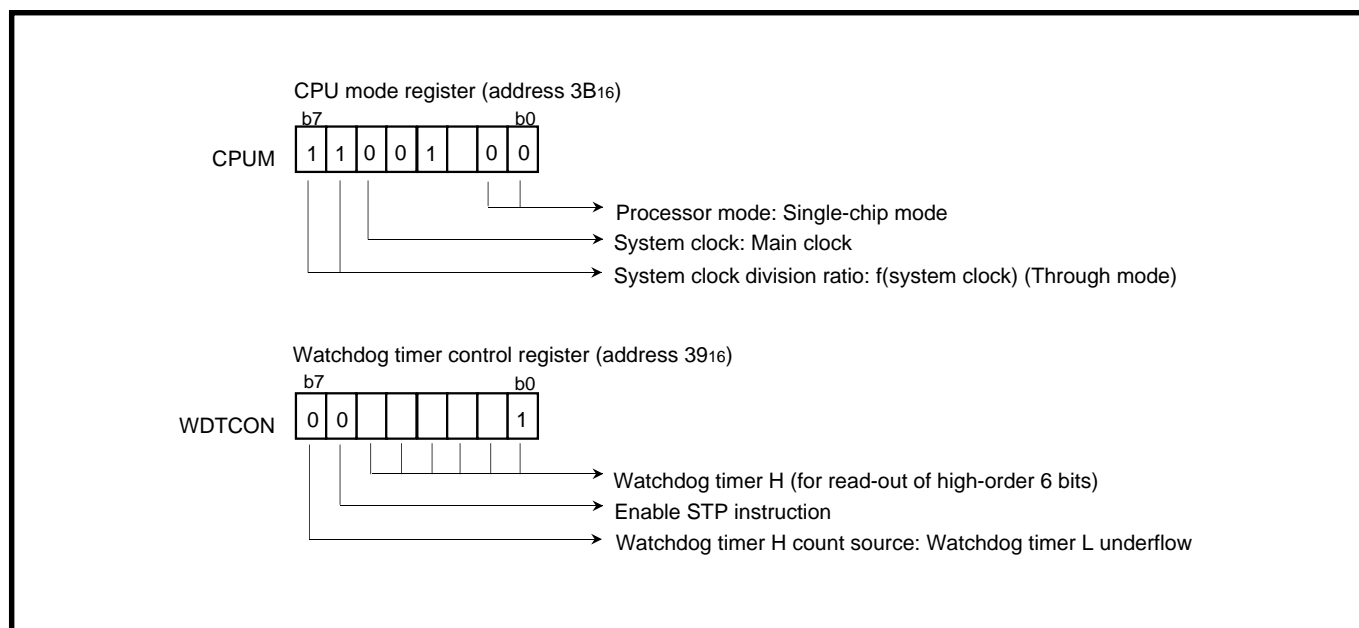 CPU mode register (address 3B16)
b7 b0
CPUM 1 1 0 0 1 0 0
Processor mode: Single-chip mode
System clock: Main clock
System clock division ratio: f(system clock) (Through mode)
Watchdog timer control register (address 3916)
b7 b0
WDTCON 0 0 1
Watchdog timer H (for read-out of high-order 6 bits)
Enable STP instruction
Watchdog timer H count source: Watchdog timer L underflow